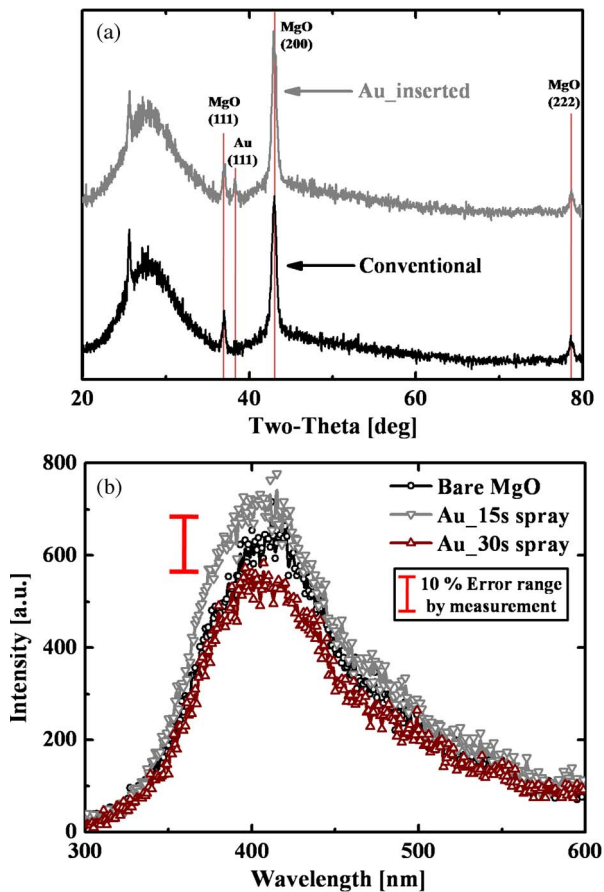 (a)
MgO
(200)
Au_inserted
MgO
(222)
MgO
(111)
Au
(111)
Conventional
20
40
60
80
Two-Theta [deg]
800
(b)
Bare MgO
Au_15s spray
Au_30s spray
600
10 % Error range
by measurement
400
200
0
Intensity [a.u.]
300
400
500
600
Wavelength [nm]